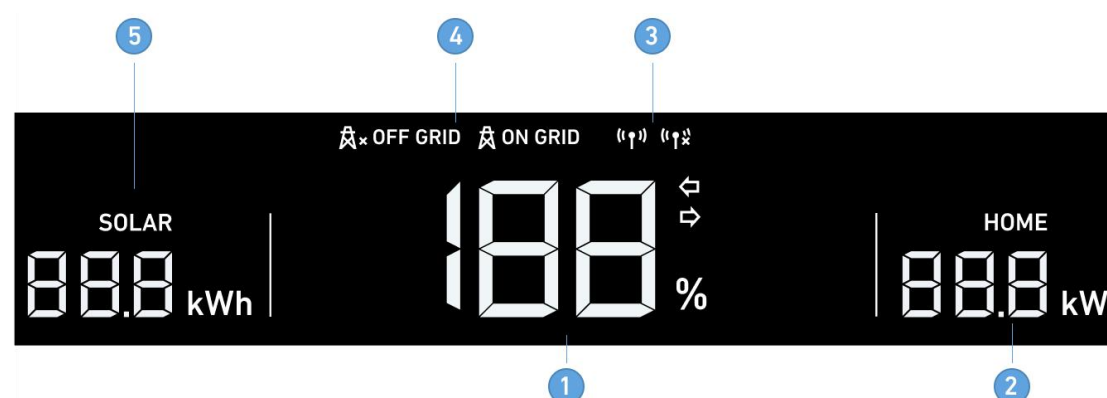 5 4 3
OFF GRID ON GRID
SOLAR
188
HOME
88.8 kWh
%
88.8 kW
1 2